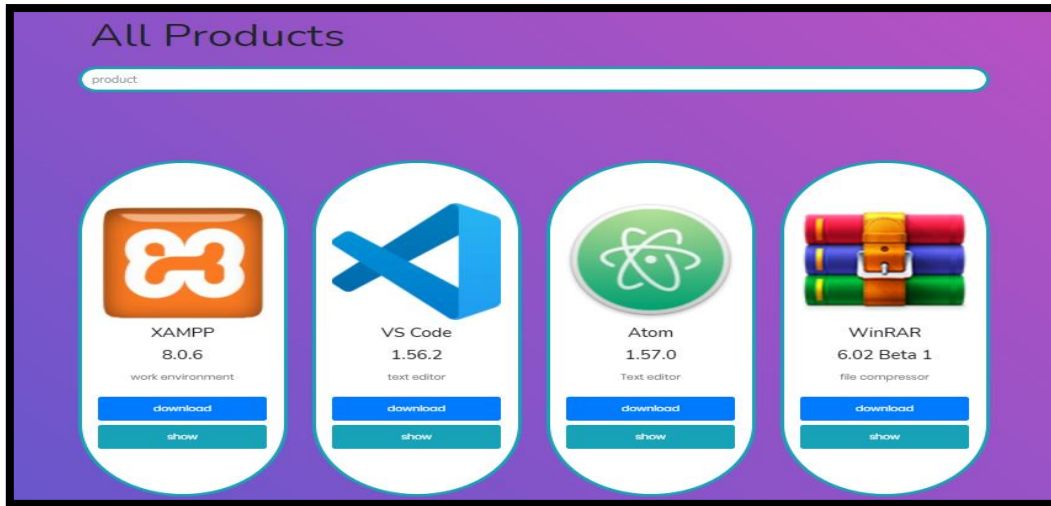 All Products
product
XAMPP
8.0.6
work environment
download
show
VS Code
1.56.2
text editor
download
show
Atom
1.57.0
Text editor
download
show
WinRAR
6.02 Beta 1
file compressor
download
show